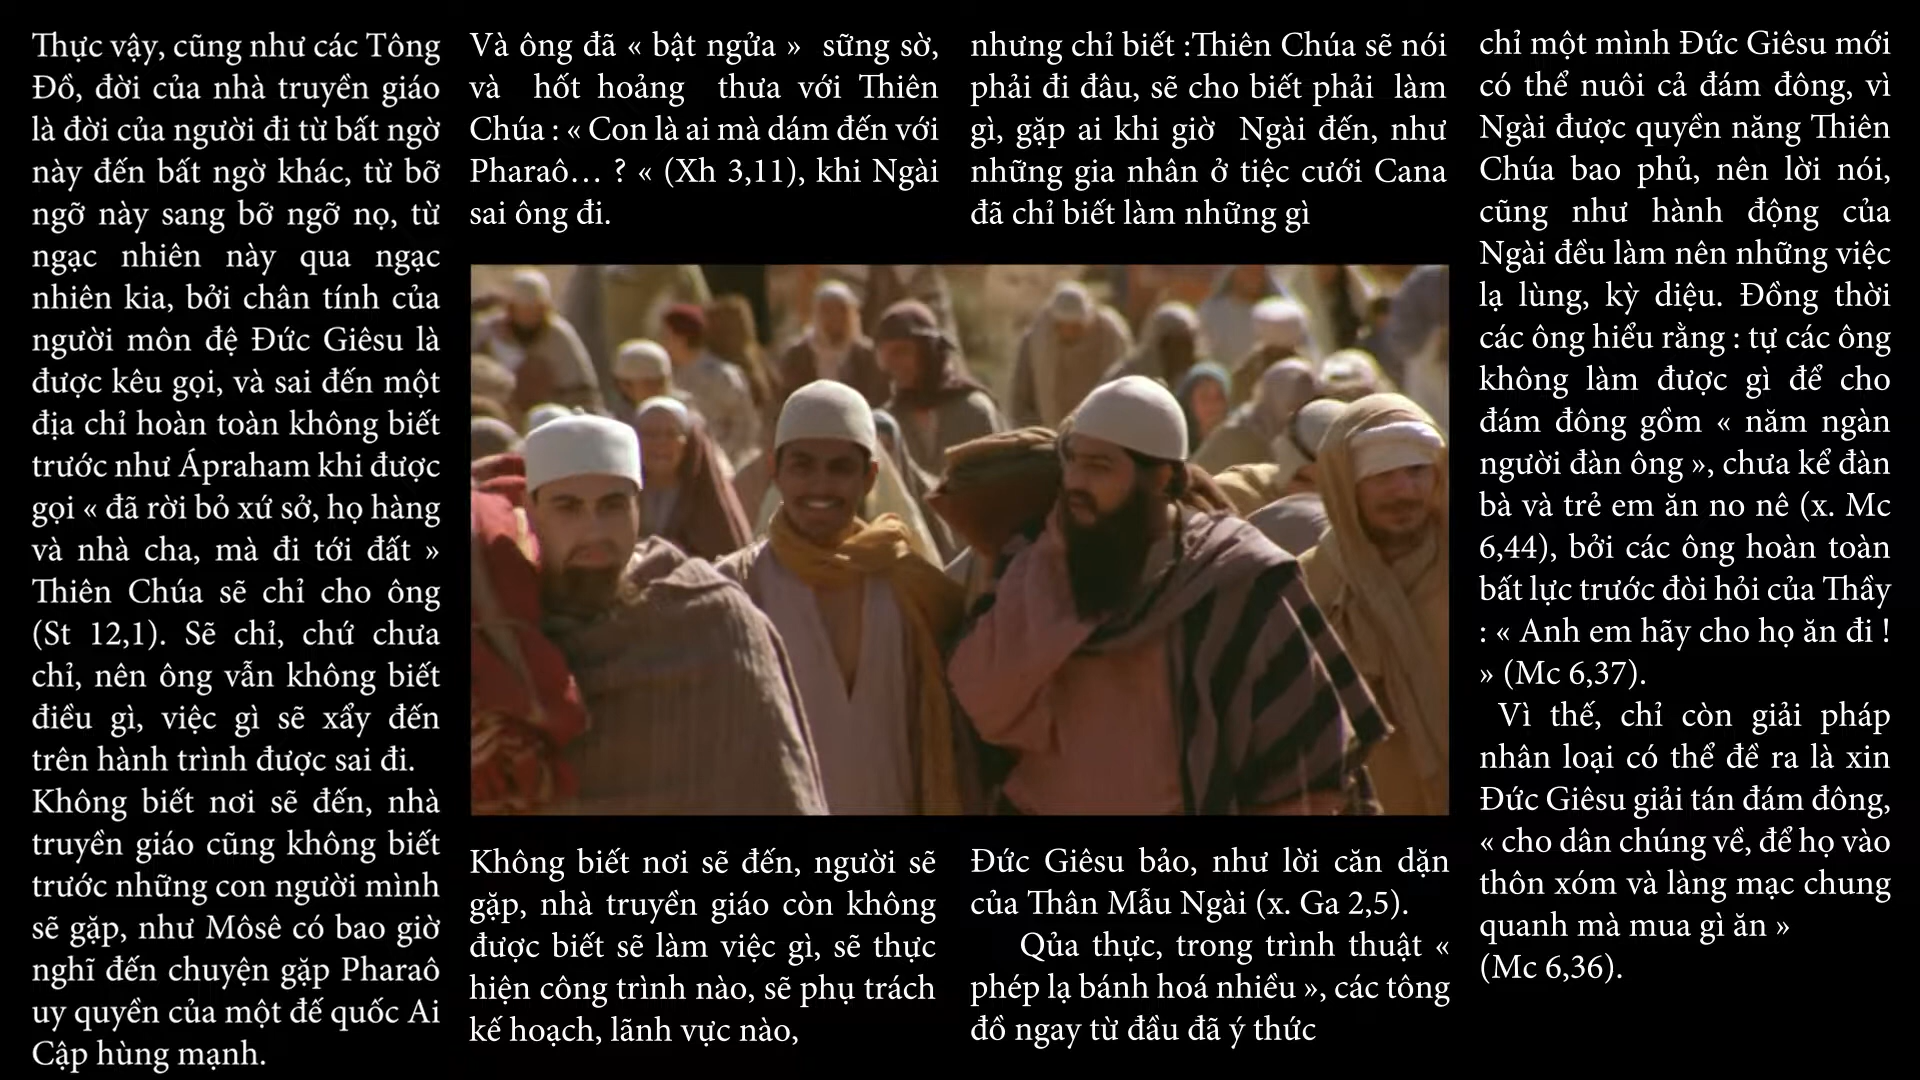 Thực vậy, cũng như các Tông
Đồ, đời của nhà truyền giáo
là đời của người đi từ bất ngờ
này đến bất ngờ khác, từ bỡ
ngỡ này sang bỡ ngỡ nọ, từ
ngạc nhiên này qua ngạc
nhiên kia, bởi chân tính của
người môn đệ Đức Giêsu là
được kêu gọi, và sai đến một
địa chỉ hoàn toàn không biết
trước như Ápraham khi được
gọi « đã rời bỏ xứ sở, họ hàng
và nhà cha, mà đi tới đất »
Thiên Chúa sẽ chỉ cho ông
(St 12,1). Sẽ chỉ, chứ chưa
chỉ, nên ông vẫn không biết
điều gì, việc gì sẽ xẩy đến
trên hành trình được sai đi.
Không biết nơi sẽ đến, nhà
truyền giáo cũng không biết
trước những con người mình
sẽ gặp, như Môsê có bao giờ
nghĩ đến chuyện gặp Pharaô
uy quyền của một đế quốc Ai
Cập hùng mạnh.
Và ông đã « bật ngửa » sững sờ,
và hốt hoảng thưa với Thiên
Chúa : « Con là ai mà dám đến với
Pharaô… ? « (Xh 3,11), khi Ngài
sai ông đi.
Không biết nơi sẽ đến, người sẽ
gặp, nhà truyền giáo còn không
được biết sẽ làm việc gì, sẽ thực
hiện công trình nào, sẽ phụ trách
kế hoạch, lãnh vực nào,
nhưng chỉ biết :Thiên Chúa sẽ nói
phải đi đâu, sẽ cho biết phải làm
gì, gặp ai khi giờ Ngài đến, như
những gia nhân ở tiệc cưới Cana
đã chỉ biết làm những gì
Đức Giêsu bảo, như lời căn dặn
của Thân Mẫu Ngài (x. Ga 2,5).
Qủa thực, trong trình thuật «
phép lạ bánh hoá nhiều », các tông
đồ ngay từ đầu đã ý thức
chỉ một mình Đức Giêsu mới
có thể nuôi cả đám đông, vì
Ngài được quyền năng Thiên
Chúa bao phủ, nên lời nói,
cũng như hành động của
Ngài đều làm nên những việc
lạ lùng, kỳ diệu. Đồng thời
các ông hiểu rằng : tự các ông
không làm được gì để cho
đám đông gồm « năm ngàn
người đàn ông », chưa kể đàn
bà và trẻ em ăn no nê (x. Mc
6,44), bởi các ông hoàn toàn
bất lực trước đòi hỏi của Thầy
: « Anh em hãy cho họ ăn đi !
» (Mc 6,37).
Vì thế, chỉ còn giải pháp
nhân loại có thể đề ra là xin
Đức Giêsu giải tán đám đông,
« cho dân chúng về, để họ vào
thôn xóm và làng mạc chung
quanh mà mua gì ăn »
(Mc 6,36).